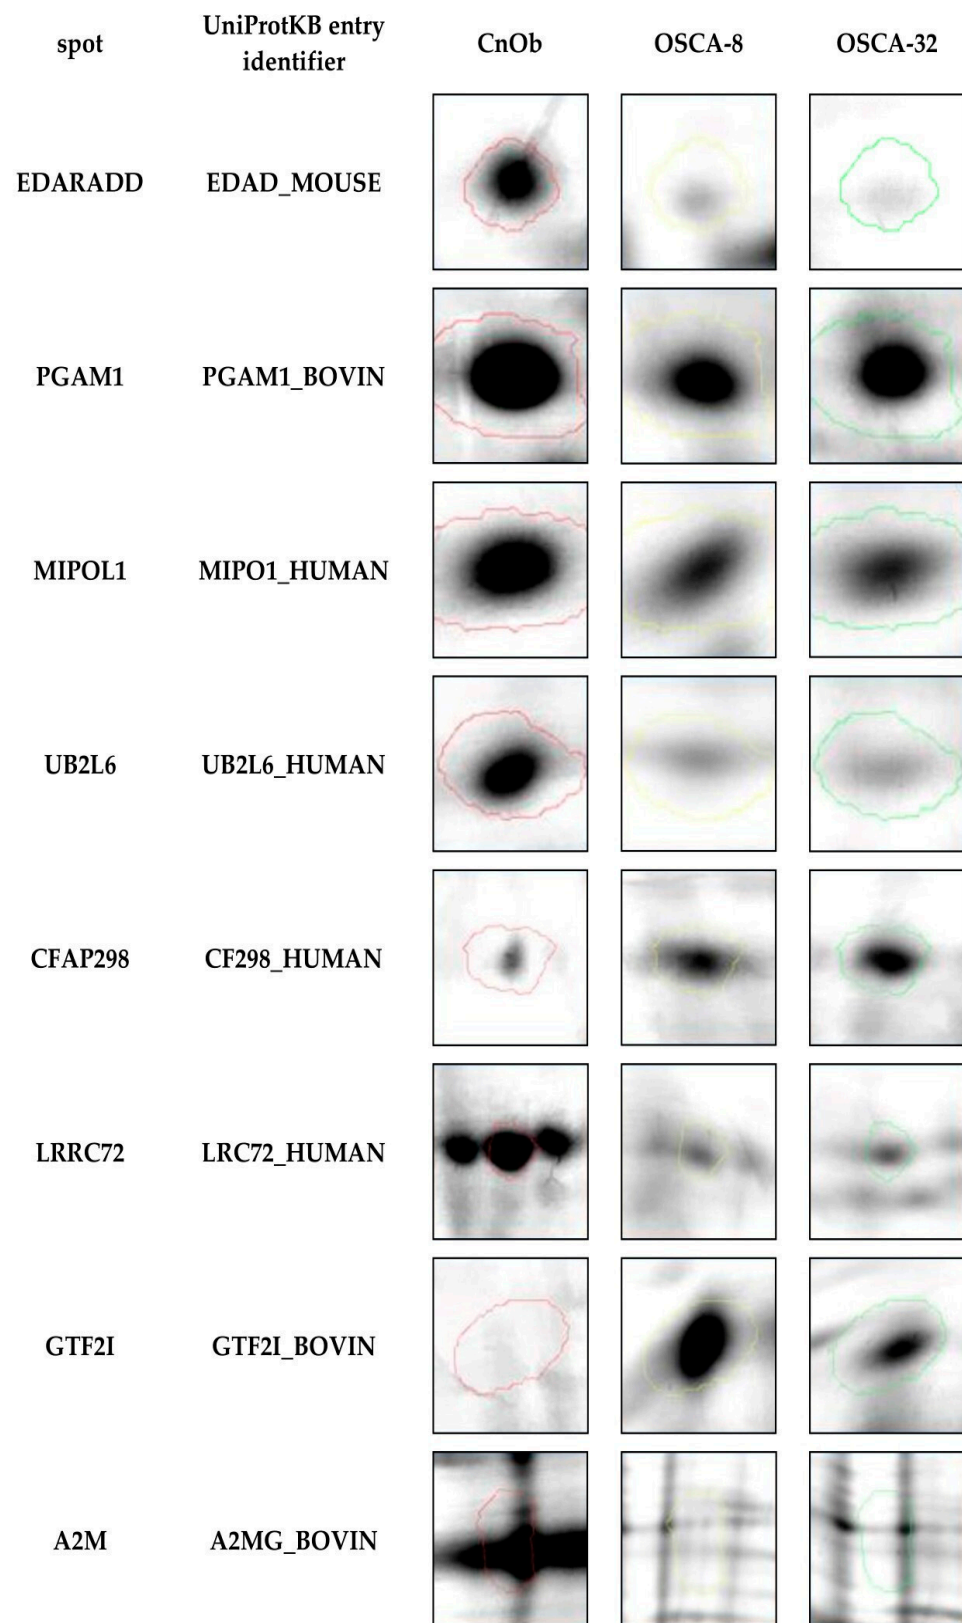 spot
UniProtKB entry
identifier
CnOb
OSCA-8
OSCA-32
EDARADD
EDAD_MOUSE
PGAM1
PGAM1_BOVIN
MIPOL1
MIPO1_HUMAN
UB2L6
UB2L6_HUMAN
CFAP298
CF298_HUMAN
LRRC72
LRC72_HUMAN
GTF2I
GTF2I_BOVIN
A2M
A2MG_BOVIN